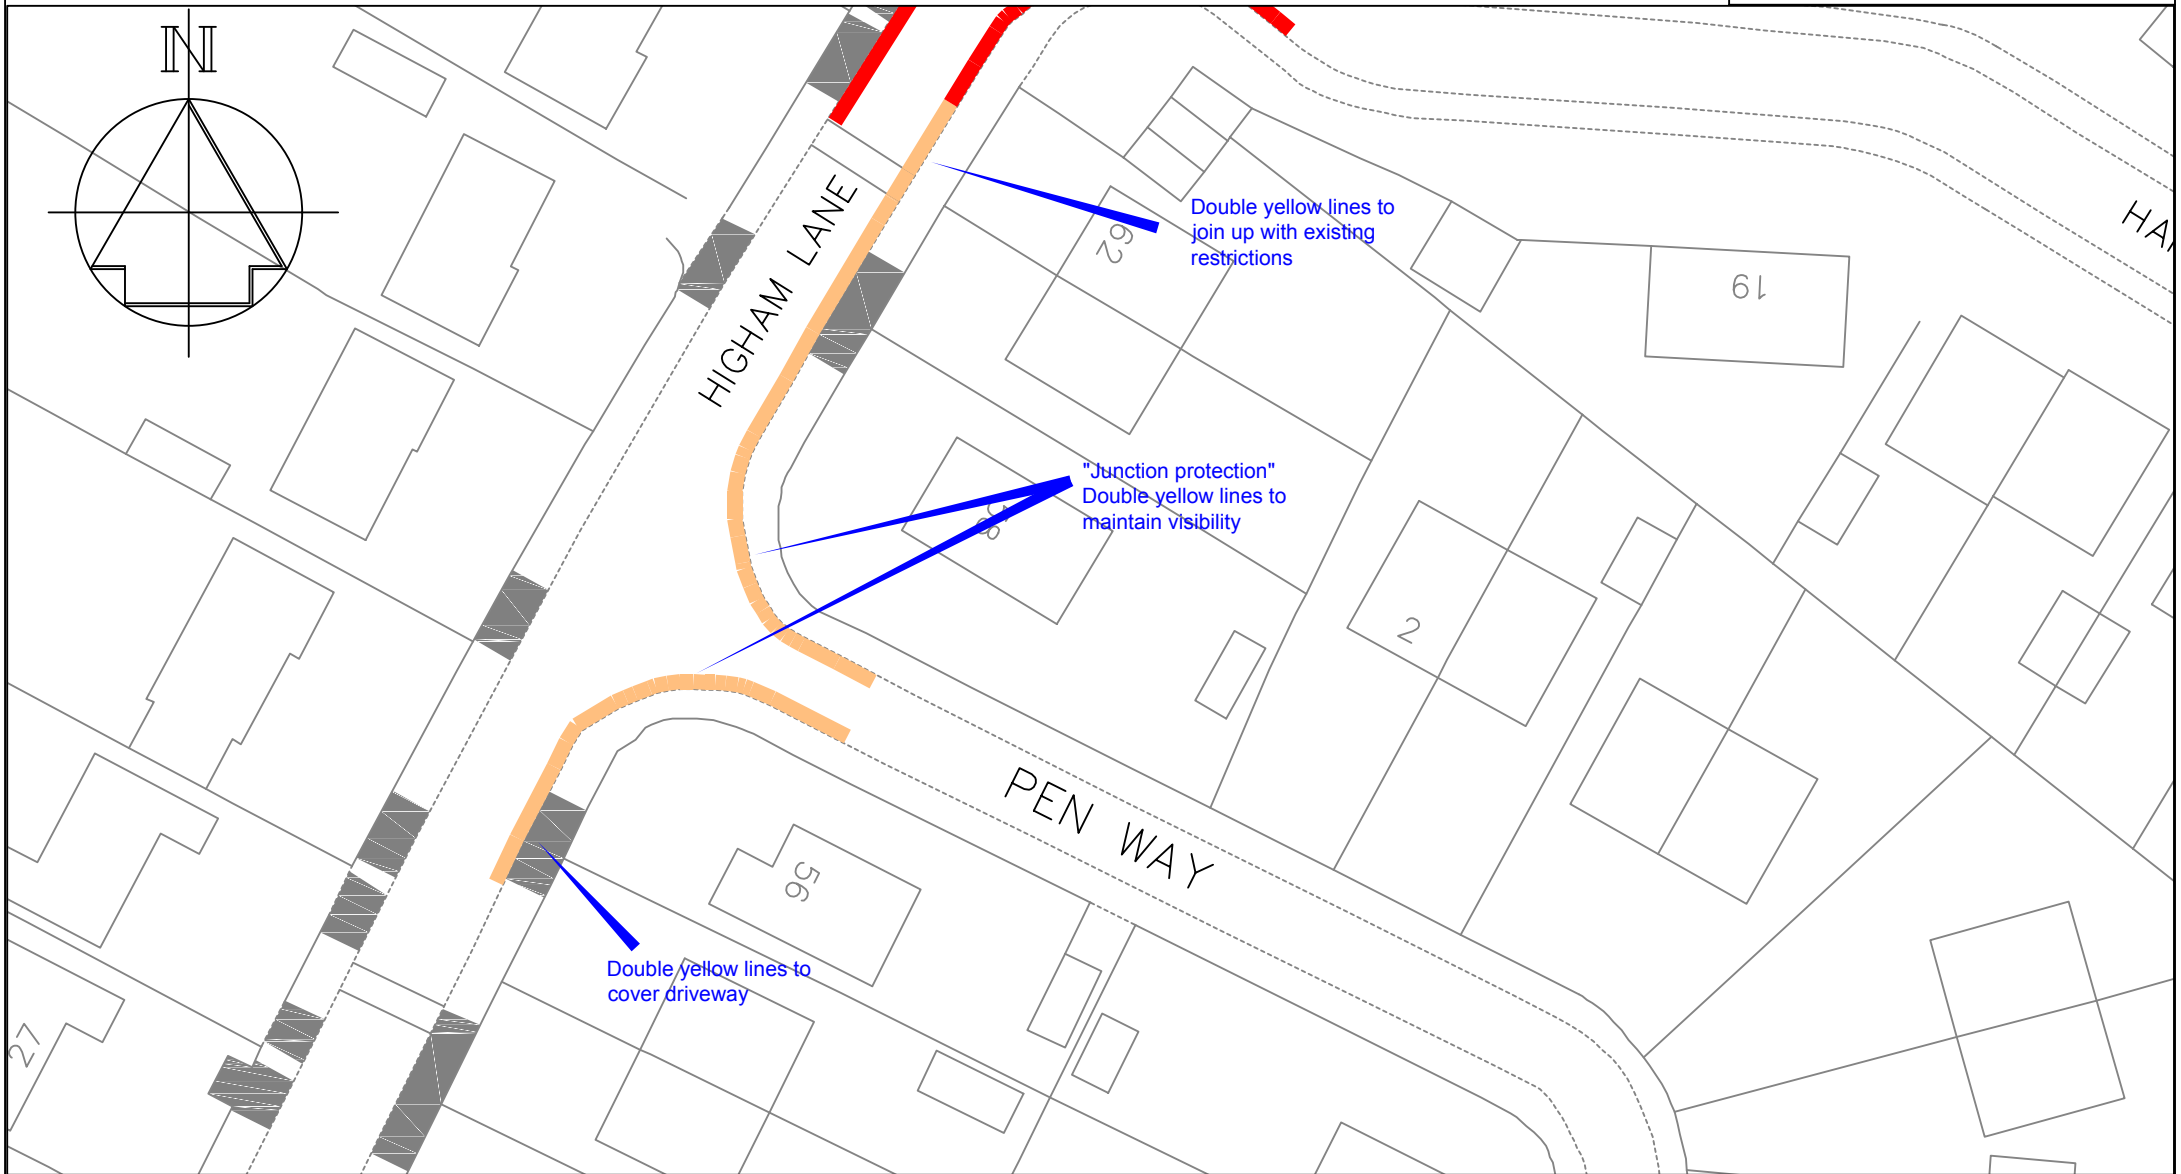 N
HIGHAM LANE
Double yellow lines to
join up with existing
restrictions
62
19
"Junction protection"
Double yellow lines to
maintain visibility
2
PEN WAY
56
Double yellow lines to
cover driveway
27